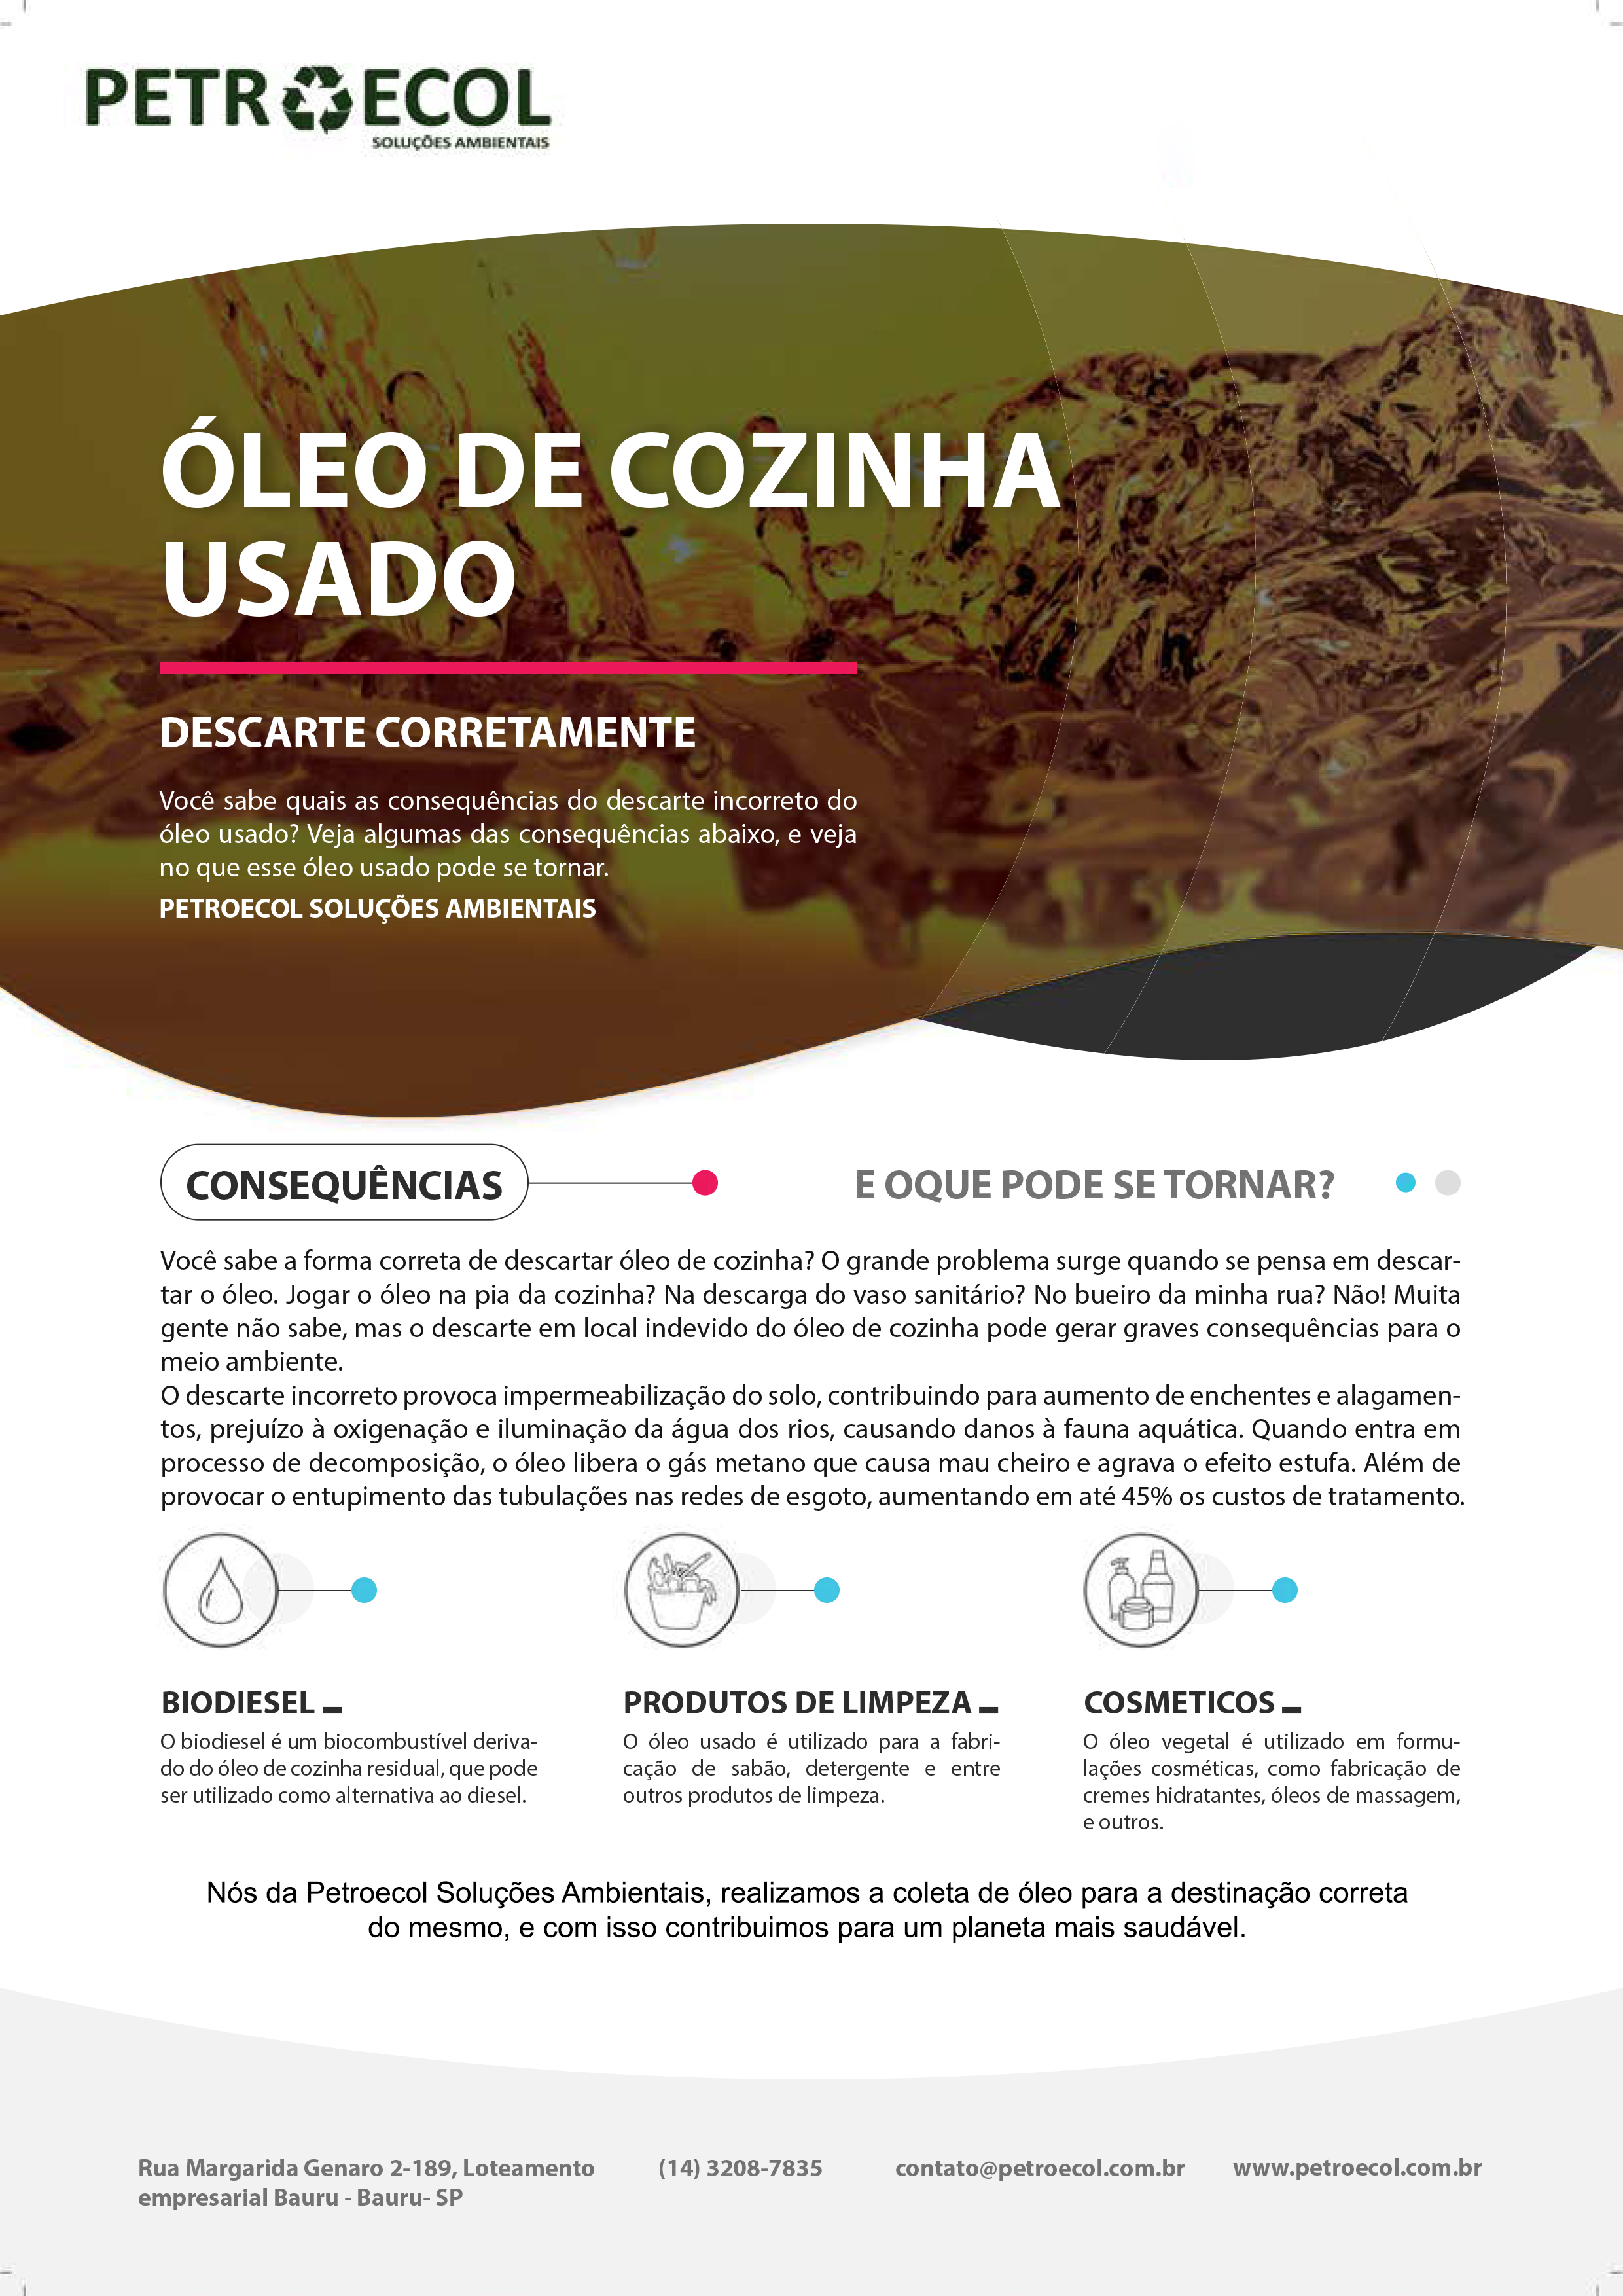 PETROECOL
SOLUÇÕES AMBIENTAIS
ÓLEO DE COZINHA
USADO
DESCARTE CORRETAMENTE
Você sabe quais as consequências do descarte incorreto do
óleo usado? Veja algumas das consequências abaixo, e veja
no que esse óleo usado pode se tornar.
PETROECOL SOLUÇÕES AMBIENTAIS
CONSEQUÊNCIAS
E OQUE PODE SE TORNAR?
Você sabe a forma correta de descartar óleo de cozinha? O grande problema surge quando se pensa em descar-
tar o óleo. Jogar o óleo na pia da cozinha? Na descarga do vaso sanitário? No bueiro da minha rua? Não! Muita
gente não sabe, mas o descarte em local indevido do óleo de cozinha pode gerar graves consequências para o
meio ambiente.
O descarte incorreto provoca impermeabilização do solo, contribuindo para aumento de enchentes e alagamen-
tos, prejuízo à oxigenação e iluminação da água dos rios, causando danos à fauna aquática. Quando entra em
processo de decomposição, o óleo libera o gás metano que causa mau cheiro e agrava o efeito estufa. Além de
provocar o entupimento das tubulações nas redes de esgoto, aumentando em até 45% os custos de tratamento.
BIODIESEL
O biodiesel é um biocombustível deriva-
do do óleo de cozinha residual, que pode
ser utilizado como alternativa ao diesel.
PRODUTOS DE LIMPEZA
O óleo usado é utilizado para a fabri-
cação de sabão, detergente e entre
outros produtos de limpeza.
COSMETICOS
O óleo vegetal é utilizado em formu-
lações cosméticas, como fabricação de
cremes hidratantes, óleos de massagem,
e outros.
Nós da Petroecol Soluções Ambientais, realizamos a coleta de óleo para a destinação correta
do mesmo, e com isso contribuimos para um planeta mais saudável.
Rua Margarida Genaro 2-189, Loteamento
empresarial Bauru - Bauru- SP
(14) 3208-7835
contato@petroecol.com.br
www.petroecol.com.br